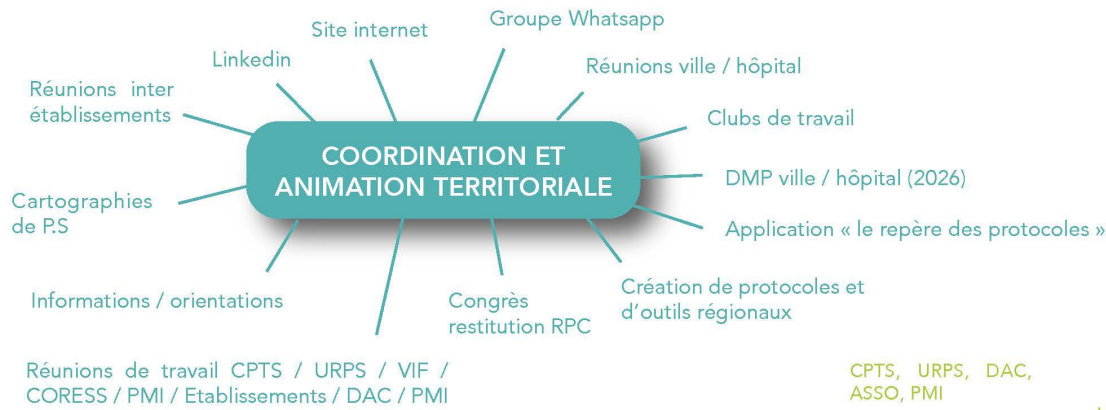 Groupe Whatsapp
Site internet
Linkedin
Réunions ville / hôpital
Réunions inter
établissements
Clubs de travail
COORDINATION ET
ANIMATION TERRITORIALE
DMP ville / hôpital (2026)
Cartographies
de P.S
Application « le repère des protocoles »
Informations / orientations
Congrès
restitution RPC
Création de protocoles et
d'outils régionaux
Réunions de travail CPTS / URPS / VIF /
CORESS / PMI / Etablissements / DAC / PMI
CPTS, URPS, DAC,
ASSO, PMI